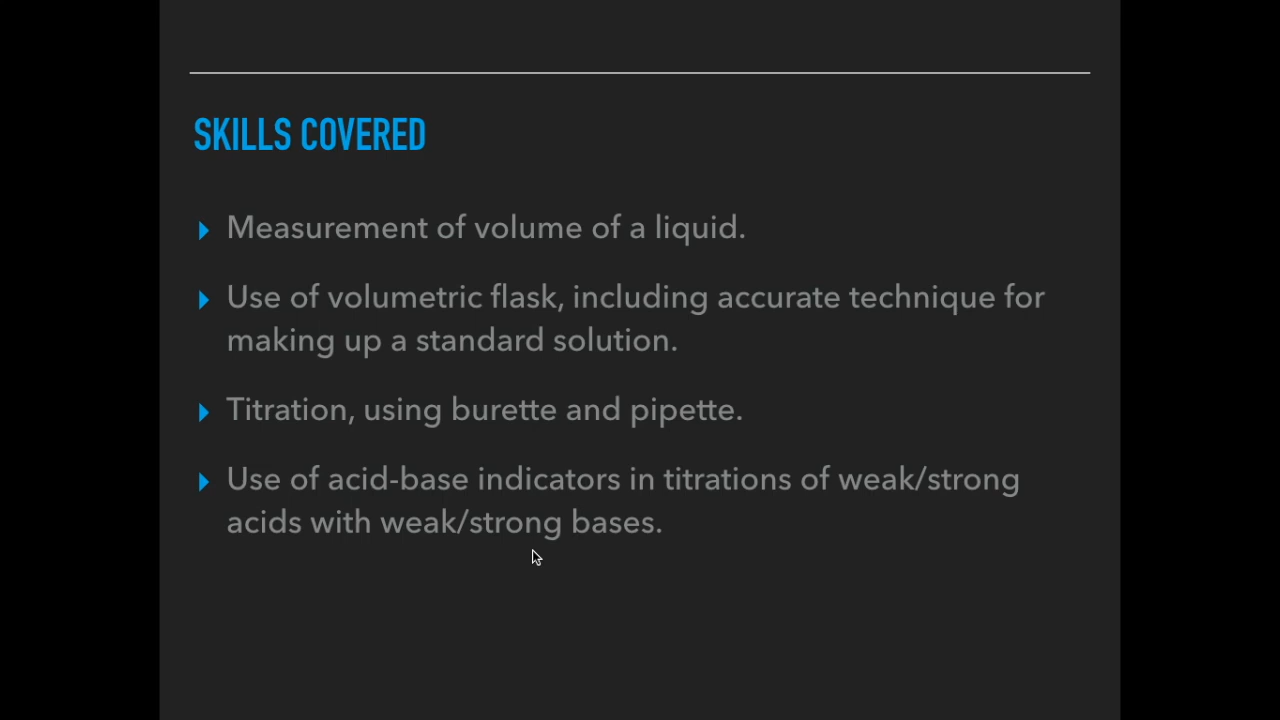 SKILLS COVERED
Measurement of volume of a liquid.
Use of volumetric flask, including accurate technique for
making up a standard solution.
Titration, using burette and pipette.
Use of acid-base indicators in titrations of weak/strong
acids with weak/strong bases.